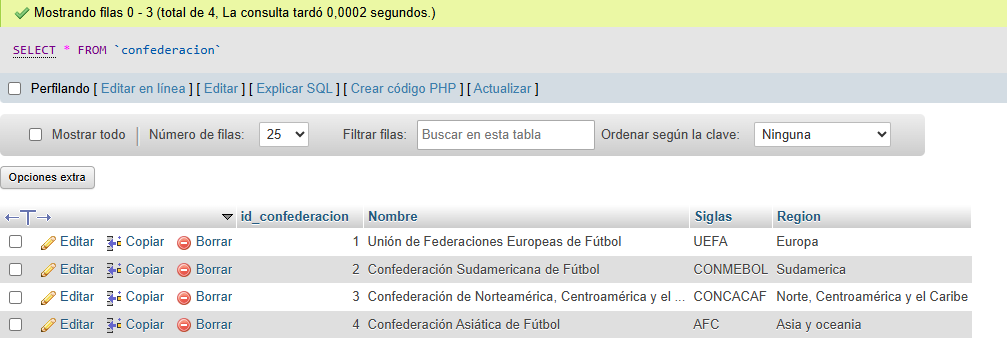 Mostrando filas 0 - 3 (total de 4, La consulta tardó 0,0002 segundos.)
SELECT * FROM `confederacion`
Perfilando [ Editar en línea ] [ Editar ] [ Explicar SQL ] [ Crear código PHP ] [ Actualizar ]
Mostrar todo Número de filas: 25 Filtrar filas: Buscar en esta tabla Ordenar según la clave: Ninguna
Opciones extra
←T→ id_confederacion Nombre Siglas Region
Editar Copiar Borrar 1 Unión de Federaciones Europeas de Fútbol UEFA Europa
Editar Copiar Borrar 2 Confederación Sudamericana de Fútbol CONMEBOL Sudamerica
Editar Copiar Borrar 3 Confederación de Norteamérica, Centroamérica y el ... CONCACAF Norte, Centroamérica y el Caribe
Editar Copiar Borrar 4 Confederación Asiática de Fútbol AFC Asia y oceania